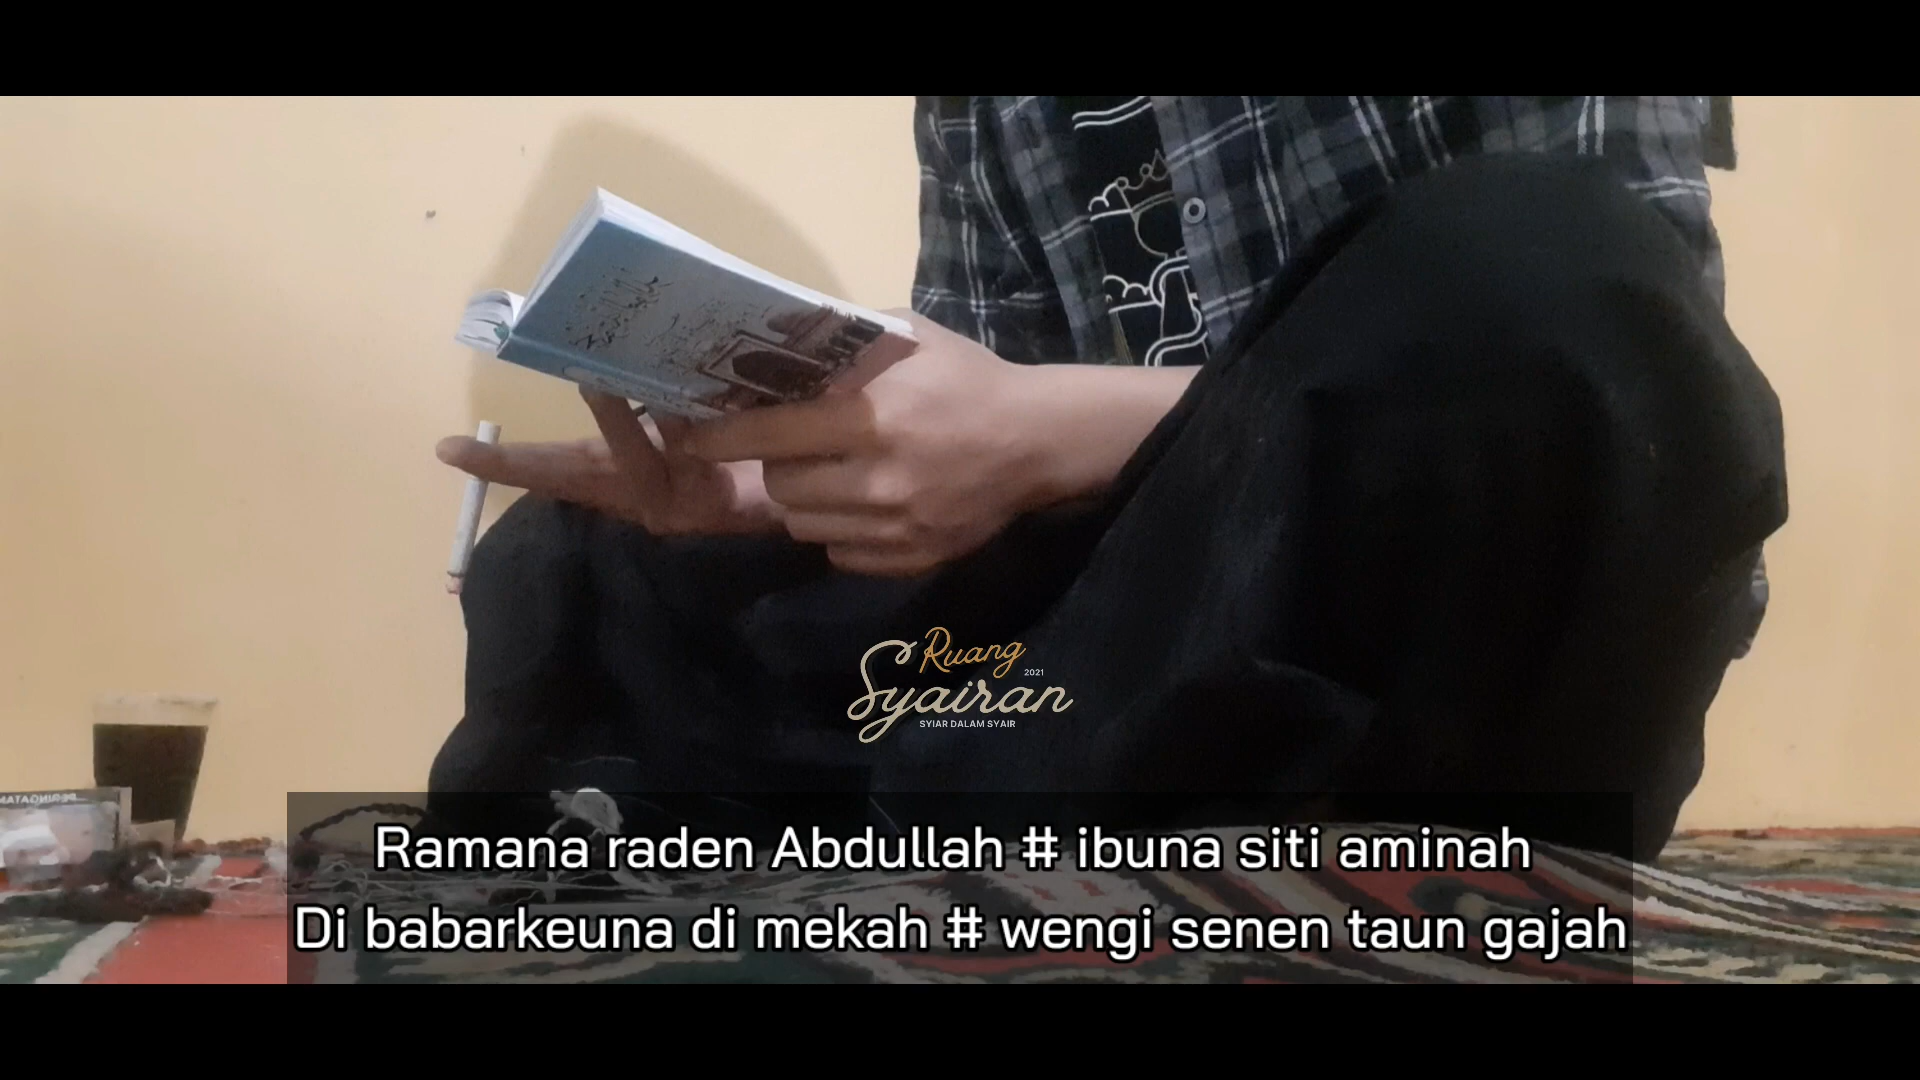 Ruang
2021
Syairan
SYIAR DALAM SYAIR
PERINGATAN
Ramana raden Abdullah # ibuna siti aminah
Di babarkeuna di mekah # wengi senen taun gajah